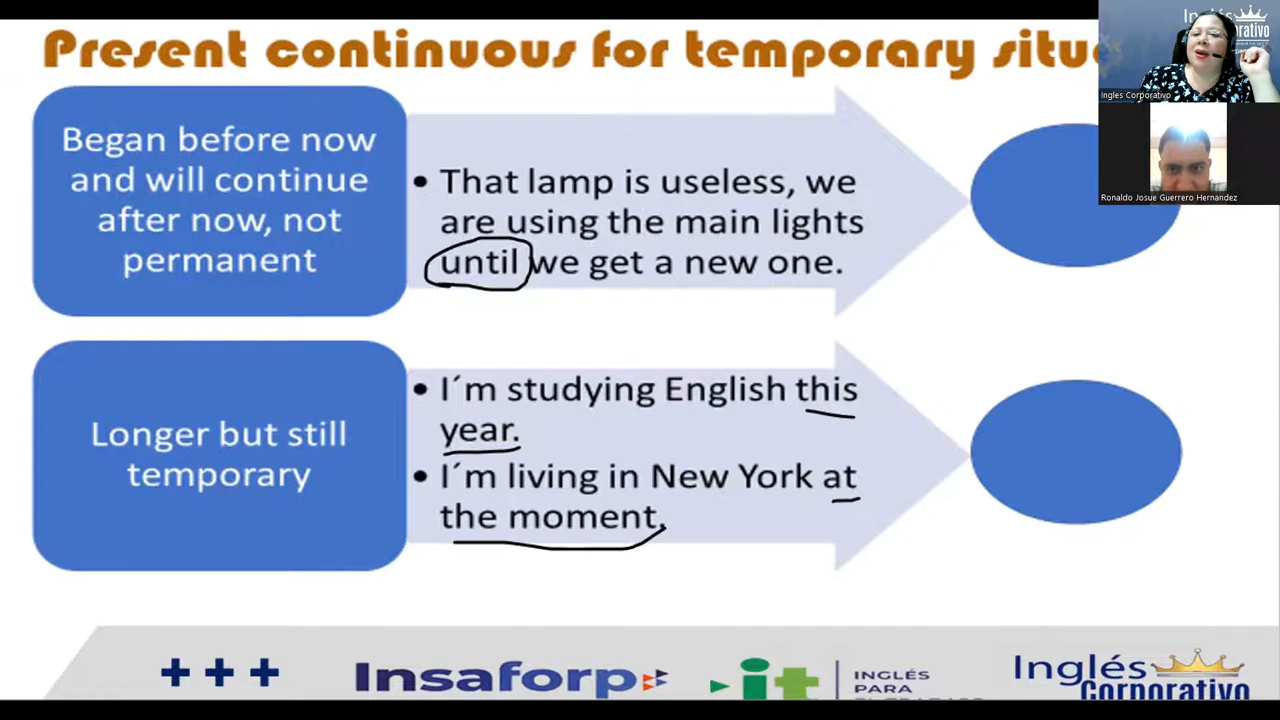 Present continuous for temporary
Began before now
and will continue
after now, not
permanent
• That lamp is useless, we
are using the main lights
until we get a new one.
Longer but still
temporary
• I´m studying English this
year.
• I´m living in New York at
the moment.
Ingles Corporativo
Ronaldo Josue Guerrero Hernández
+++
Insaforp
it
INGLÉS
PARA
Inglés
Corporativo